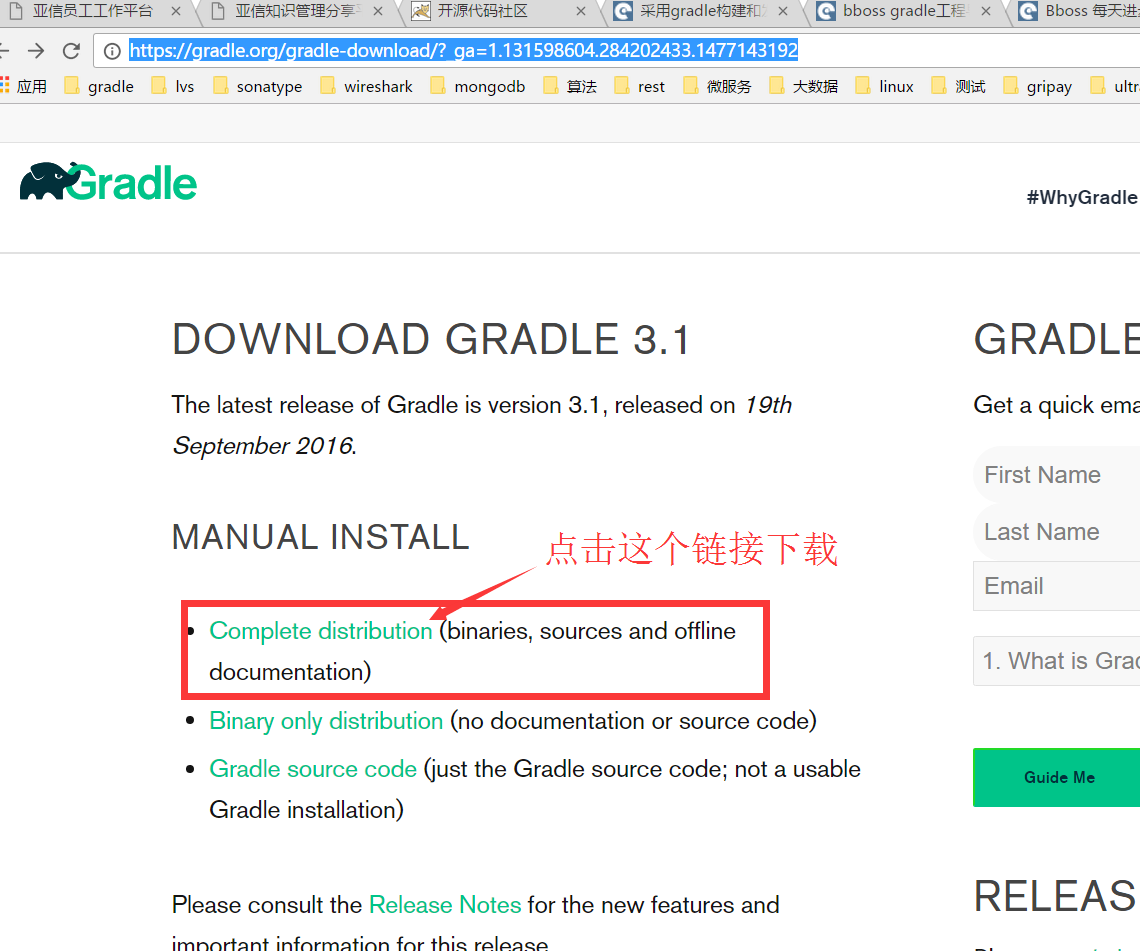 亚信员工工作平台
亚信知识管理分享
开源代码社区
采用gradle构建和
bboss gradle工程
Bboss 每天进
https://gradle.org/gradle-download/?_ga=1.131598604.284202433.1477143192
应用 gradle lvs sonatype wireshark mongodb 算法 rest 微服务 大数据 linux 测试 gripay ultr
Gradle
#WhyGradle
DOWNLOAD GRADLE 3.1
The latest release of Gradle is version 3.1, released on 19th
September 2016.
MANUAL INSTALL
点击这个链接下载
• Complete distribution (binaries, sources and offline
documentation)
• Binary only distribution (no documentation or source code)
• Gradle source code (just the Gradle source code; not a usable
Gradle installation)
Please consult the Release Notes for the new features and
important information for this release.
GRADLE
Get a quick ema
First Name
Last Name
Email
1. What is Grad
Guide Me
RELEAS